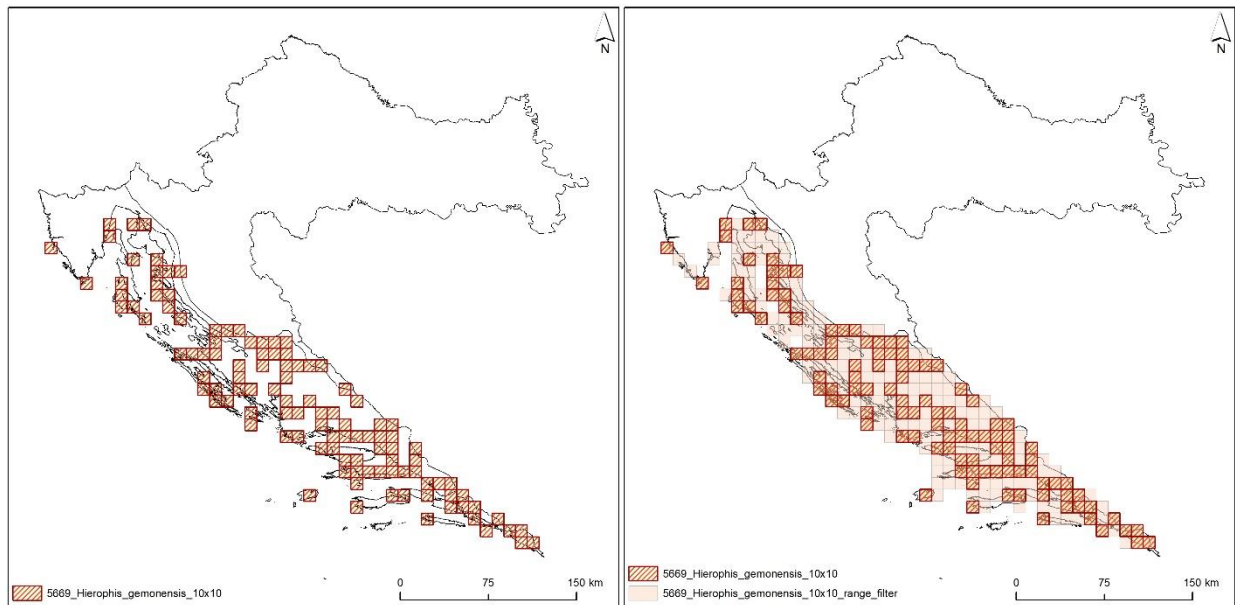 N
5669_Hierophis_gemonensis_10x10
0 75 150 km
N
5669_Hierophis_gemonensis_10x10
5669_Hierophis_gemonensis_10x10_range_filter
0 75 150 km